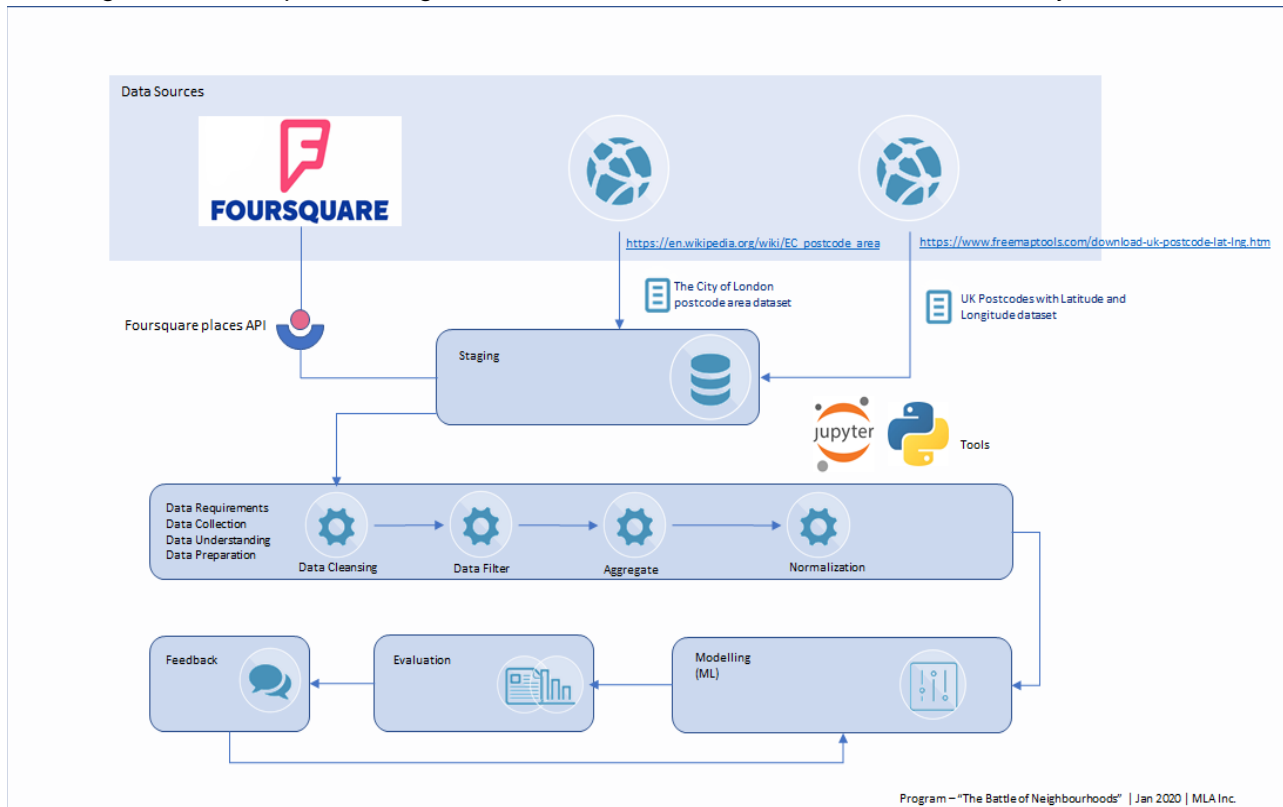 Data Sources
FOURSQUARE
https://en.wikipedia.org/wiki/EC_postcode_area
https://www.freemaptools.com/download-uk-postcode-lat-lng.htm
The City of London
postcode area dataset
UK Postcodes with Latitude and
Longitude dataset
Foursquare places API
Staging
jupyter
Tools
Data Requirements
Data Collection
Data Understanding
Data Preparation
Data Cleansing
Data Filter
Aggregate
Normalization
Feedback
Evaluation
Modelling
(ML)
Program – "The Battle of Neighbourhoods" | Jan 2020 | MLA Inc.